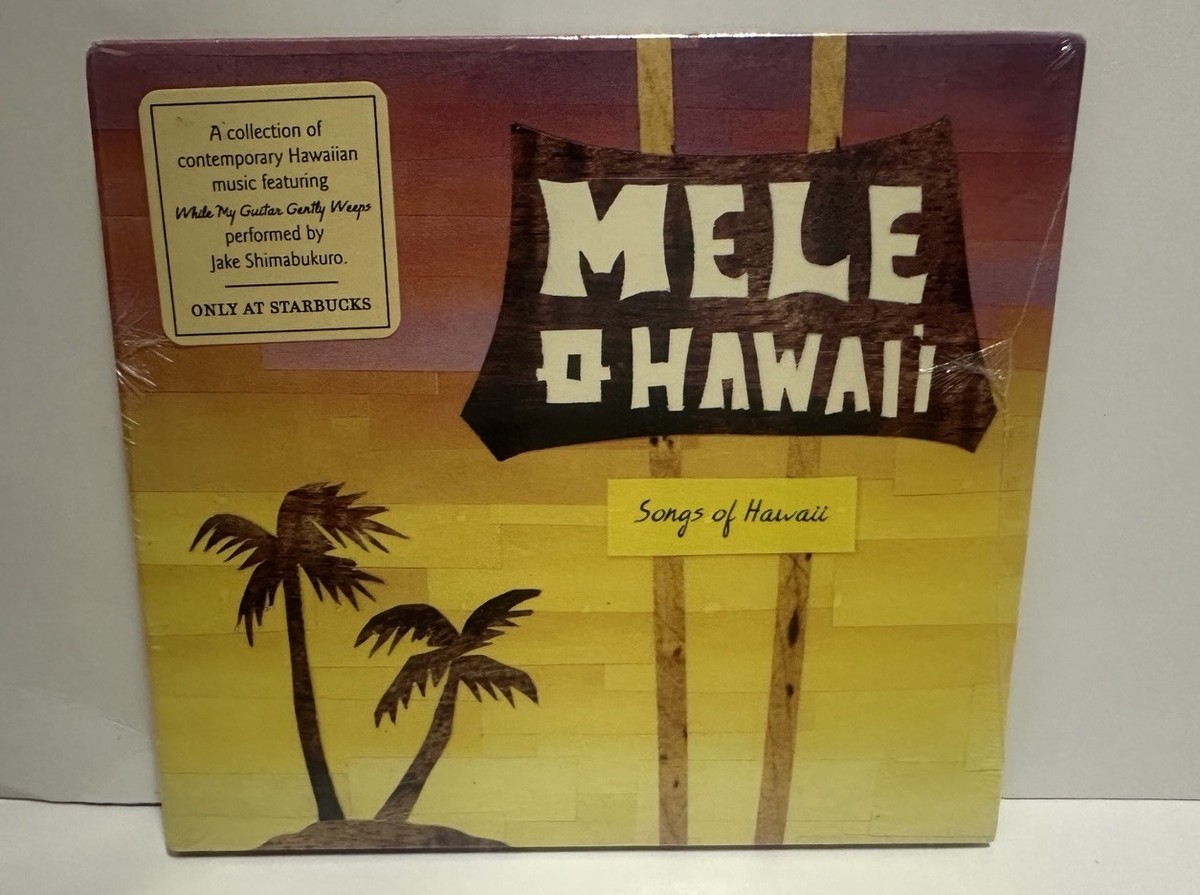 A collection of
contemporary Hawaiian
music featuring
While My Guitar Gently Weeps
performed by
Jake Shimabukuro.
ONLY AT STARBUCKS
MELE
O HAWAII
Songs of Hawaii